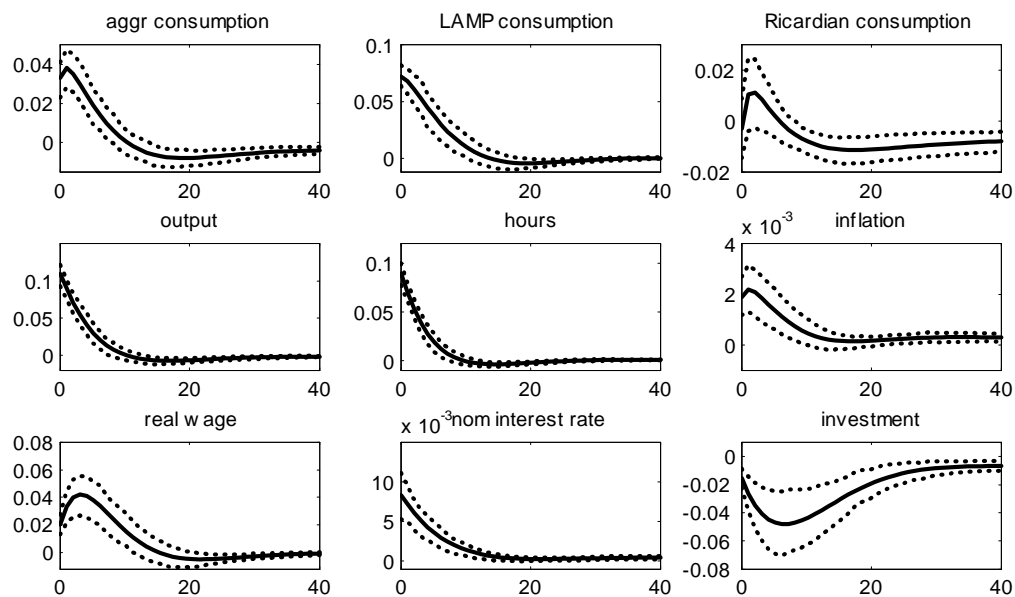 aggr consumption LAMP consumption Ricardian consumption
0.04
0.02
0
0 20 40
0.1
0.05
0
0 20 40
0.02
0
-0.02
0 20 40
output hours inflation
0.1
0.05
0
0 20 40
0.1
0.05
0
0 20 40
x 10-3
4
2
0
0 20 40
real wage nom interest rate investment
0.08
0.06
0.04
0.02
0
0 20 40
x 10-3
10
5
0
0 20 40
0
-0.02
-0.04
-0.06
-0.08
0 20 40